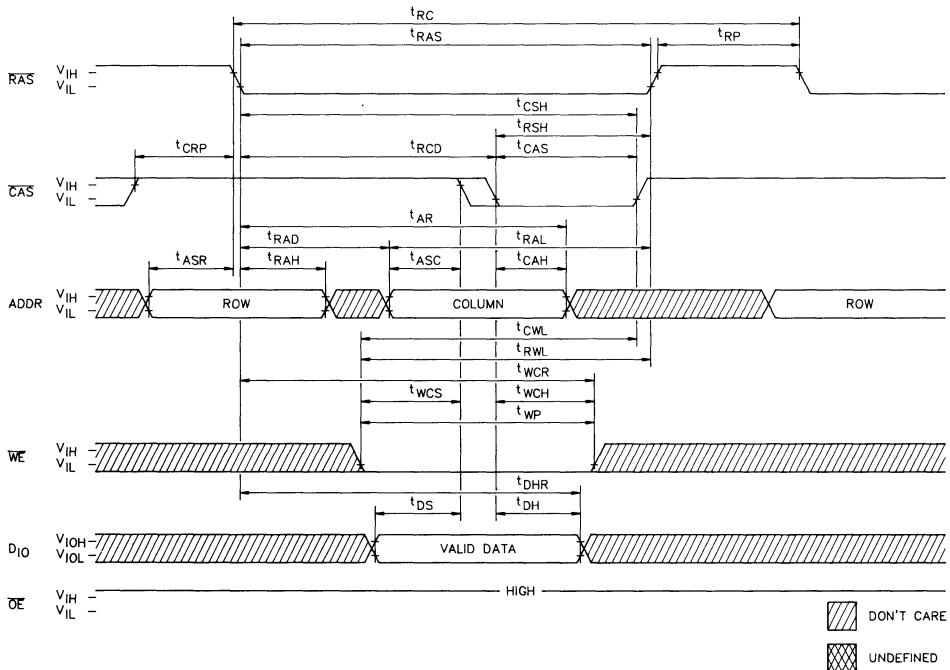 tRC
tRAS
tRP
RAS VIH
VIL
tCSH
tRSH
tCRP tRCD tCAS
CAS VIH
VIL
tAR
tRAD tRAL
tASR tRAH tASC tCAH
ADDR VIH ROW COLUMN ROW
VIL
tCWL
tRWL
tWCR
tWCS tWCH
tWP
WE VIH
VIL
tDHR
tDS tDH
DIO VIOH VALID DATA
VIOL
OE VIH HIGH
VIL
DON'T CARE
UNDEFINED